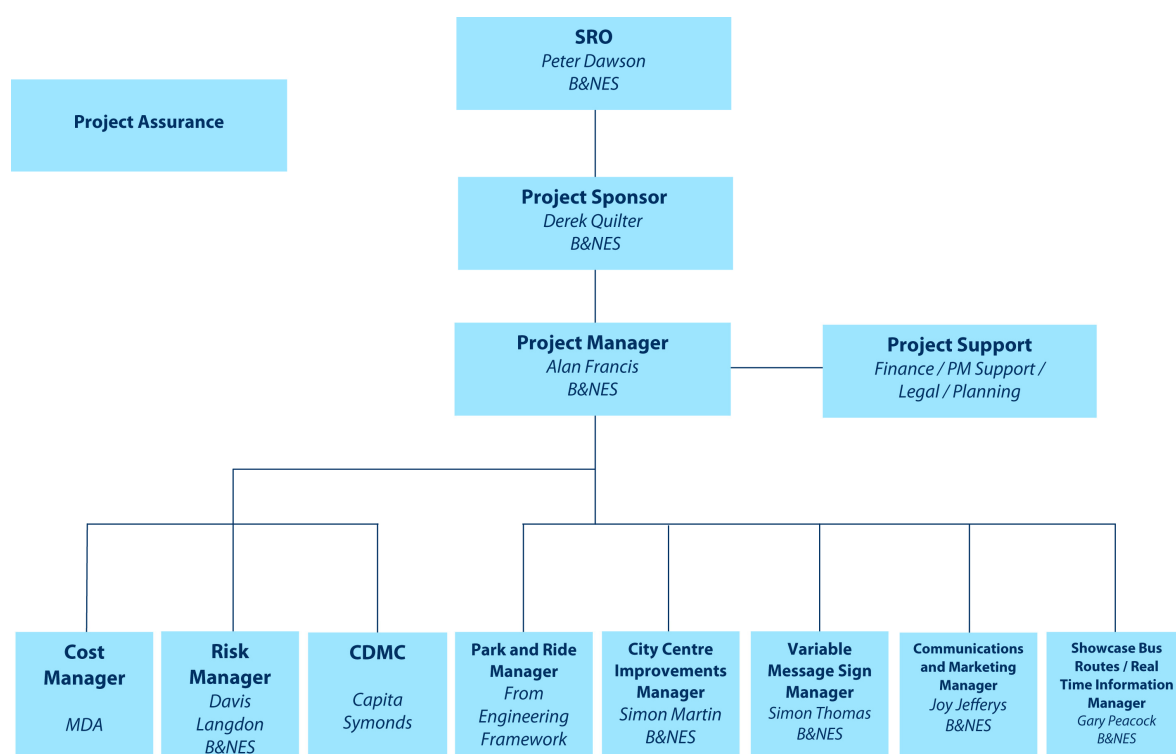 SRO
Peter Dawson
B&NES
Project Assurance
Project Sponsor
Derek Quilter
B&NES
Project Manager
Alan Francis
B&NES
Project Support
Finance / PM Support /
Legal / Planning
Cost
Manager
MDA
Risk
Manager
Davis
Langdon
B&NES
CDMC
Capita
Symonds
Park and Ride
Manager
From
Engineering
Framework
City Centre
Improvements
Manager
Simon Martin
B&NES
Variable
Message Sign
Manager
Simon Thomas
B&NES
Communications
and Marketing
Manager
Joy Jefferys
B&NES
Showcase Bus
Routes / Real
Time Information
Manager
Gary Peacock
B&NES